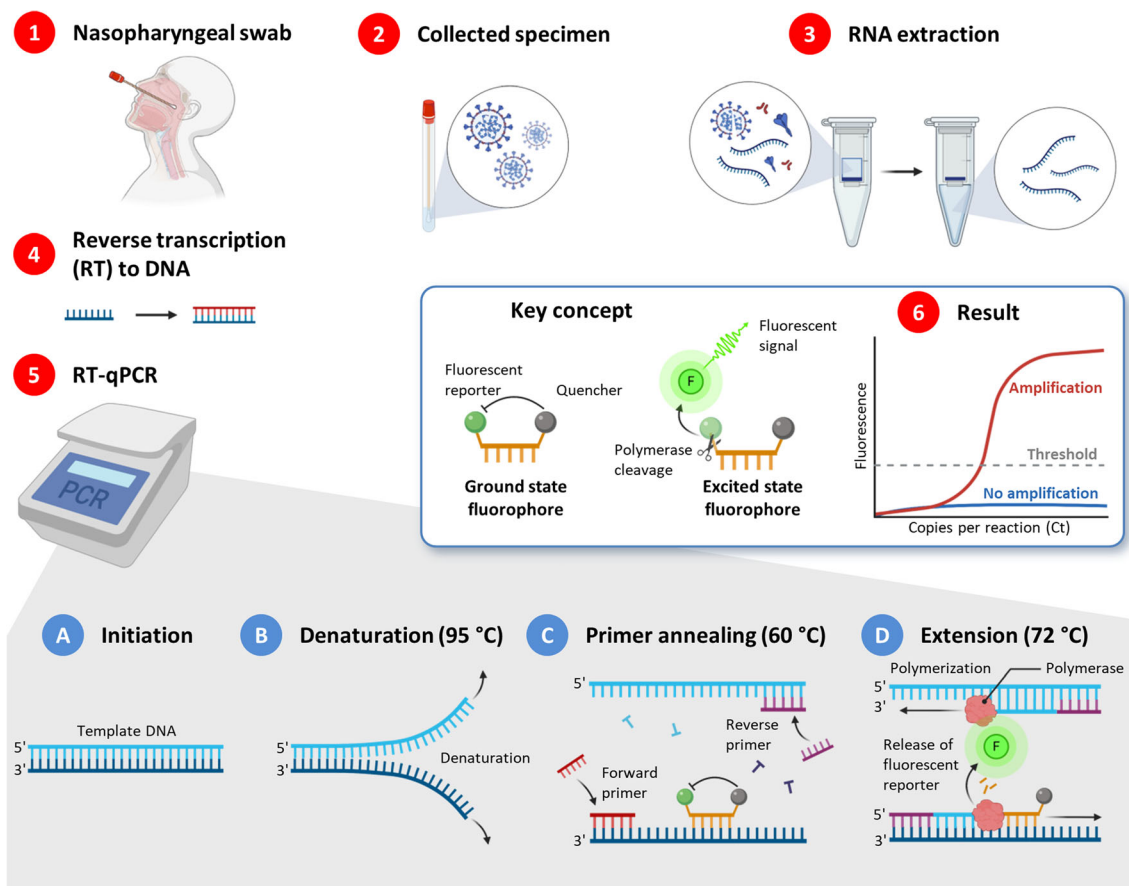 1 Nasopharyngeal swab
2 Collected specimen
3 RNA extraction
4 Reverse transcription
(RT) to DNA
5 RT-qPCR
PCR
Key concept
Fluorescent
reporter
Quencher
Ground state
fluorophore
Fluorescent
signal
F
Polymerase
cleavage
Excited state
fluorophore
6 Result
Fluorescence
Amplification
Threshold
No amplification
Copies per reaction (Ct)
A Initiation
Template DNA
5'
3'
B Denaturation (95 °C)
5'
3'
Denaturation
C Primer annealing (60 °C)
5'
Reverse
primer
Forward
primer
3'
D Extension (72 °C)
Polymerization
Polymerase
5'
3'
F
Release of
fluorescent
reporter
5'
3'